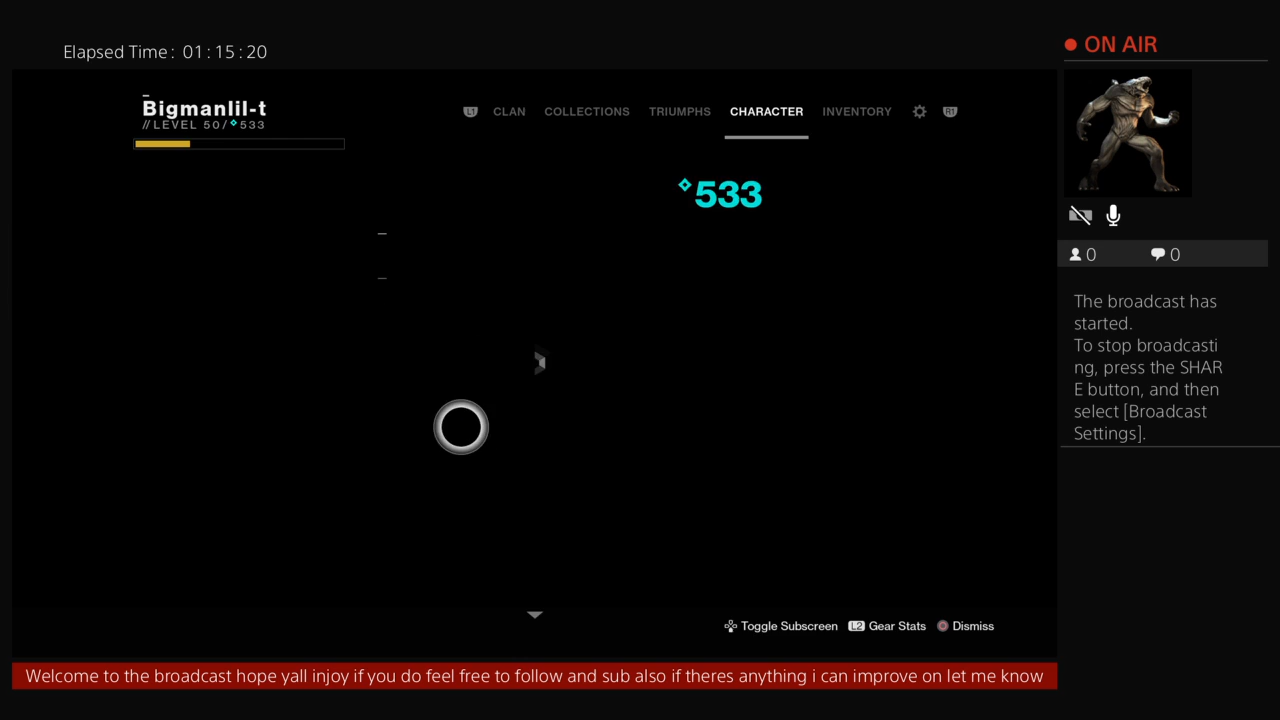 Elapsed Time: 01:15:20
ON AIR
Bigmanlil-t
//LEVEL 50/533
L1 CLAN COLLECTIONS TRIUMPHS CHARACTER INVENTORY R1
533
0 0
The broadcast has
started.
To stop broadcasti
ng, press the SHAR
E button, and then
select [Broadcast
Settings].
Toggle Subscreen L2 Gear Stats Dismiss
Welcome to the broadcast hope yall injoy if you do feel free to follow and sub also if theres anything i can improve on let me know